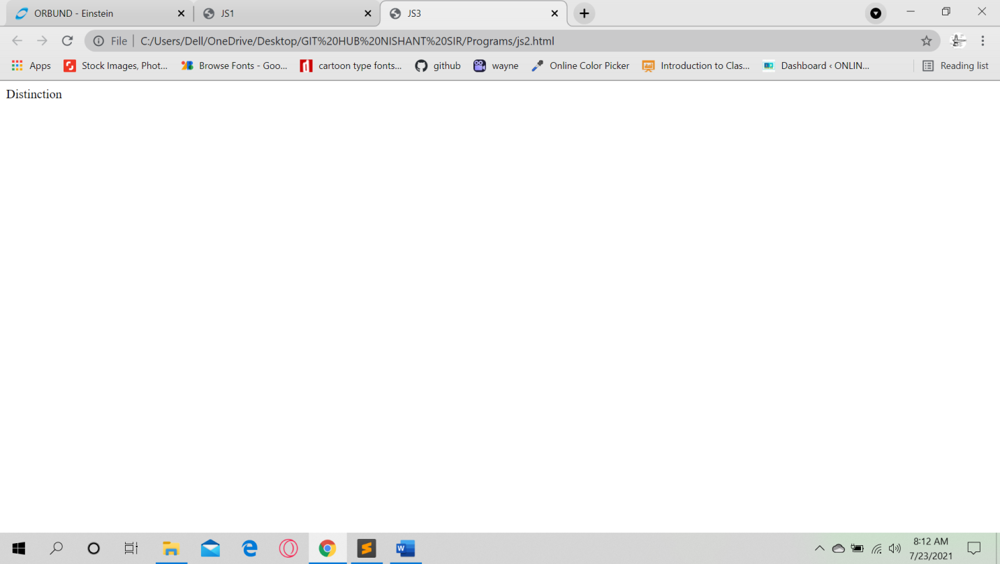 ORBUND - Einstein JS1 JS3
File C:/Users/Dell/OneDrive/Desktop/GIT%20HUB%20NISHANT%20SIR/Programs/js2.html
Apps Stock Images, Phot... Browse Fonts - Goo... cartoon type fonts... github wayne Online Color Picker Introduction to Clas... Dashboard ‹ ONLIN... Reading list
Distinction
8:12 AM
7/23/2021